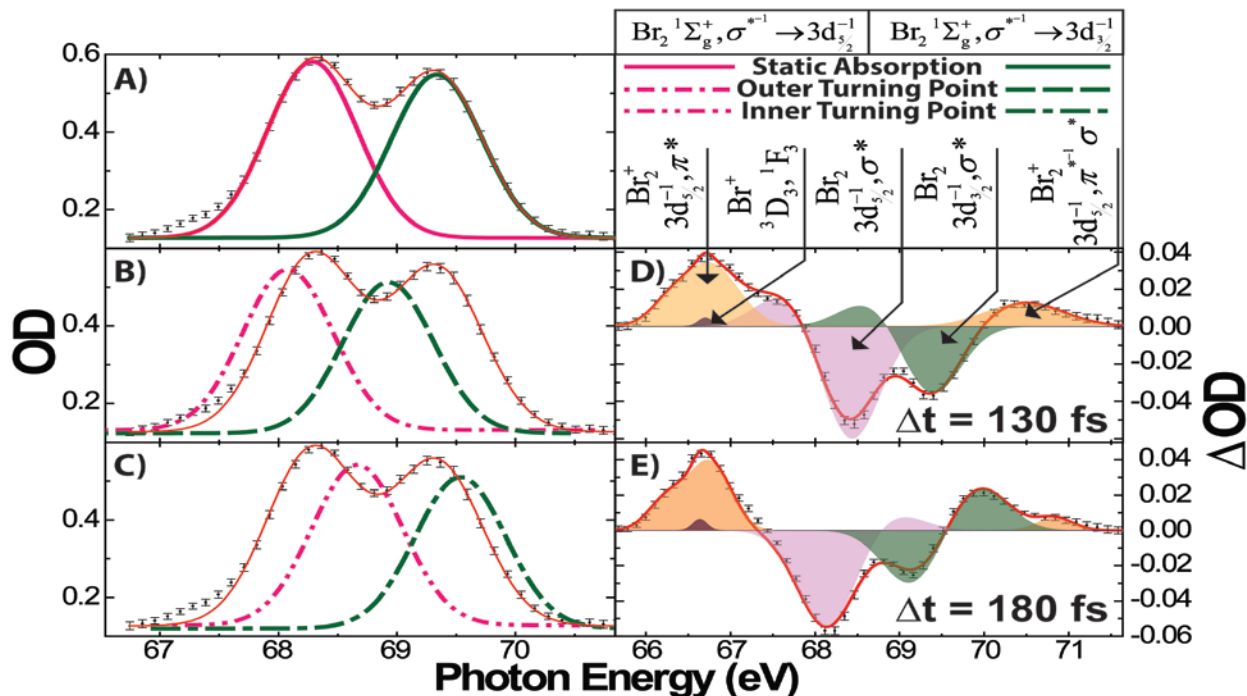 Br₂ ¹Σg⁺, σ*⁻¹ → 3d5/2⁻¹ Br₂ ¹Σg⁺, σ*⁻¹ → 3d3/2⁻¹
Static Absorption
Outer Turning Point
Inner Turning Point
Br₂⁺
3d5/2⁻¹, π*
Br⁺
³D₃, ¹F₃
Br₂
3d5/2⁻¹, σ*
Br₂
3d3/2⁻¹, σ*
Br₂⁺
3d5/2⁻¹, π*⁻¹ σ*
A)
0.6
0.4
0.2
B)
0.4
0.2
C)
0.4
0.2
OD
67 68 69 70
D)
0.04
0.02
0.00
-0.02
-0.04
Δt = 130 fs
E)
0.04
0.02
0.00
-0.02
-0.04
-0.06
Δt = 180 fs
ΔOD
66 67 68 69 70 71
Photon Energy (eV)